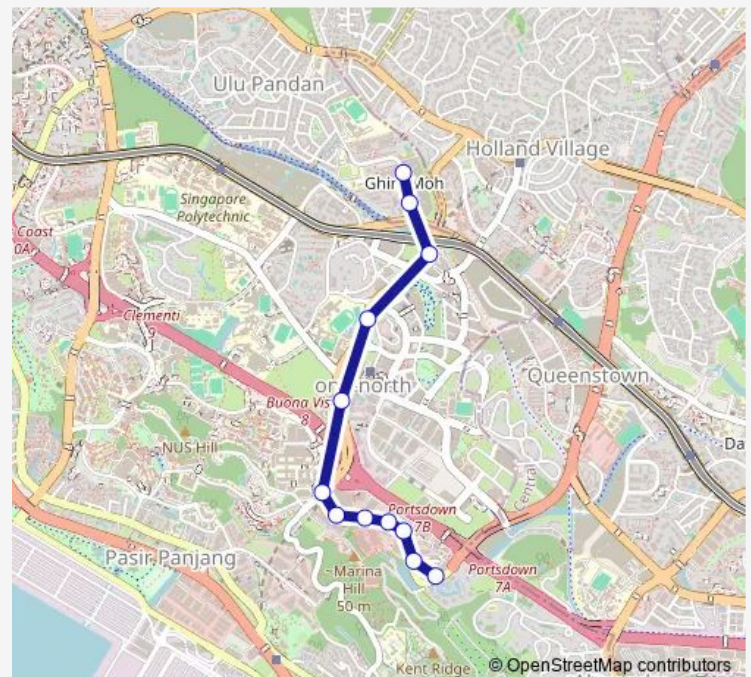 Ulu Pandan
Holland Village
Ghim Moh
Singapore
Polytechnic
Coast
0A
Clementi
one-north
Queenstown
Buona Vis
8
Da
NUS Hill
Central
Portsdown
7B
Pasir Panjang
Portsdown
7A
Marina
Hill
50 m
Kent Ridge
© OpenStreetMap contributors